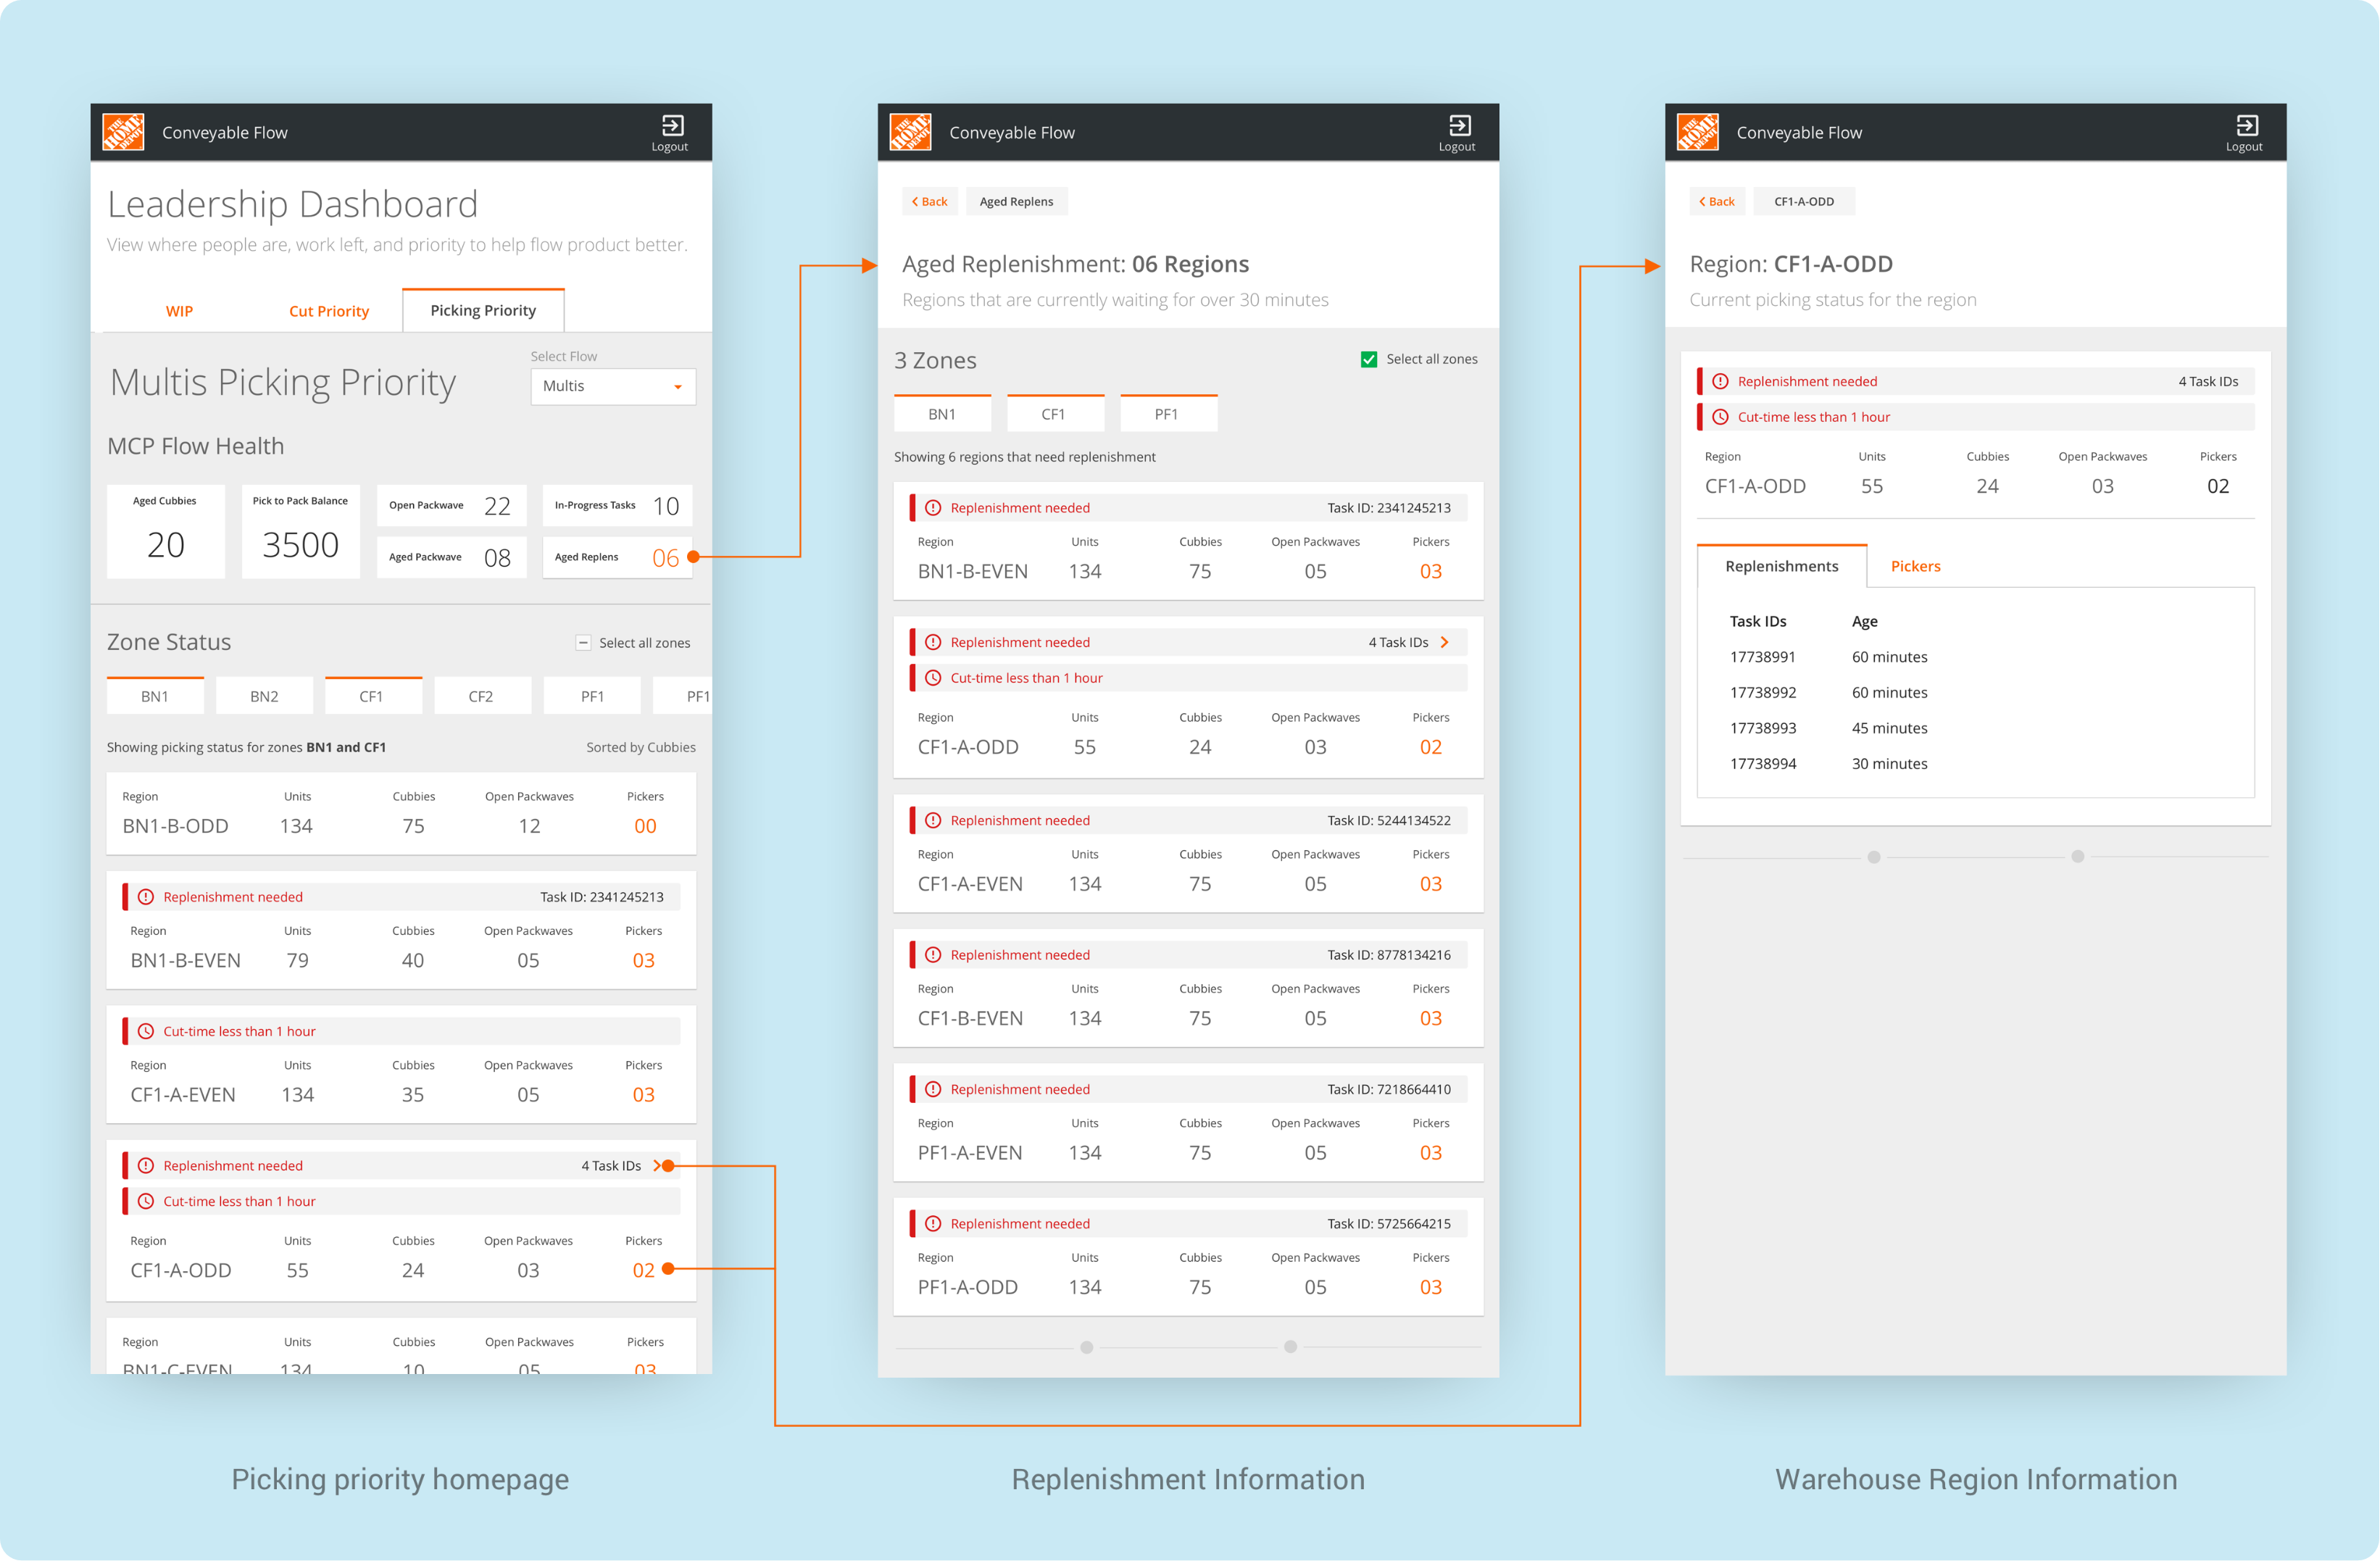 THE HOME DEPOT
Conveyable Flow
Logout
Leadership Dashboard
View where people are, work left, and priority to help flow product better.
WIP Cut Priority Picking Priority
Select Flow
Multis Picking Priority
Multis
MCP Flow Health
Aged Cubbies
20
Pick to Pack Balance
3500
Open Packwave 22
In-Progress Tasks 10
Aged Packwave 08
Aged Replens 06
Zone Status
Select all zones
BN1 BN2 CF1 CF2 PF1 PF1
Showing picking status for zones BN1 and CF1
Sorted by Cubbies
Region Units Cubbies Open Packwaves Pickers
BN1-B-ODD 134 75 12 00
Replenishment needed Task ID: 2341245213
Region Units Cubbies Open Packwaves Pickers
BN1-B-EVEN 79 40 05 03
Cut-time less than 1 hour
Region Units Cubbies Open Packwaves Pickers
CF1-A-EVEN 134 35 05 03
Replenishment needed 4 Task IDs
Cut-time less than 1 hour
Region Units Cubbies Open Packwaves Pickers
CF1-A-ODD 55 24 03 02
Region Units Cubbies Open Packwaves Pickers
BN1-C-EVEN 134 10 05 03
Picking priority homepage
THE HOME DEPOT
Conveyable Flow
Logout
Back Aged Replens
Aged Replenishment: 06 Regions
Regions that are currently waiting for over 30 minutes
3 Zones
Select all zones
BN1 CF1 PF1
Showing 6 regions that need replenishment
Replenishment needed Task ID: 2341245213
Region Units Cubbies Open Packwaves Pickers
BN1-B-EVEN 134 75 05 03
Replenishment needed 4 Task IDs
Cut-time less than 1 hour
Region Units Cubbies Open Packwaves Pickers
CF1-A-ODD 55 24 03 02
Replenishment needed Task ID: 5244134522
Region Units Cubbies Open Packwaves Pickers
CF1-A-EVEN 134 75 05 03
Replenishment needed Task ID: 8778134216
Region Units Cubbies Open Packwaves Pickers
CF1-B-EVEN 134 75 05 03
Replenishment needed Task ID: 7218664410
Region Units Cubbies Open Packwaves Pickers
PF1-A-EVEN 134 75 05 03
Replenishment needed Task ID: 5725664215
Region Units Cubbies Open Packwaves Pickers
PF1-A-ODD 134 75 05 03
Replenishment Information
THE HOME DEPOT
Conveyable Flow
Logout
Back CF1-A-ODD
Region: CF1-A-ODD
Current picking status for the region
Replenishment needed 4 Task IDs
Cut-time less than 1 hour
Region Units Cubbies Open Packwaves Pickers
CF1-A-ODD 55 24 03 02
Replenishments Pickers
Task IDs Age
17738991 60 minutes
17738992 60 minutes
17738993 45 minutes
17738994 30 minutes
Warehouse Region Information